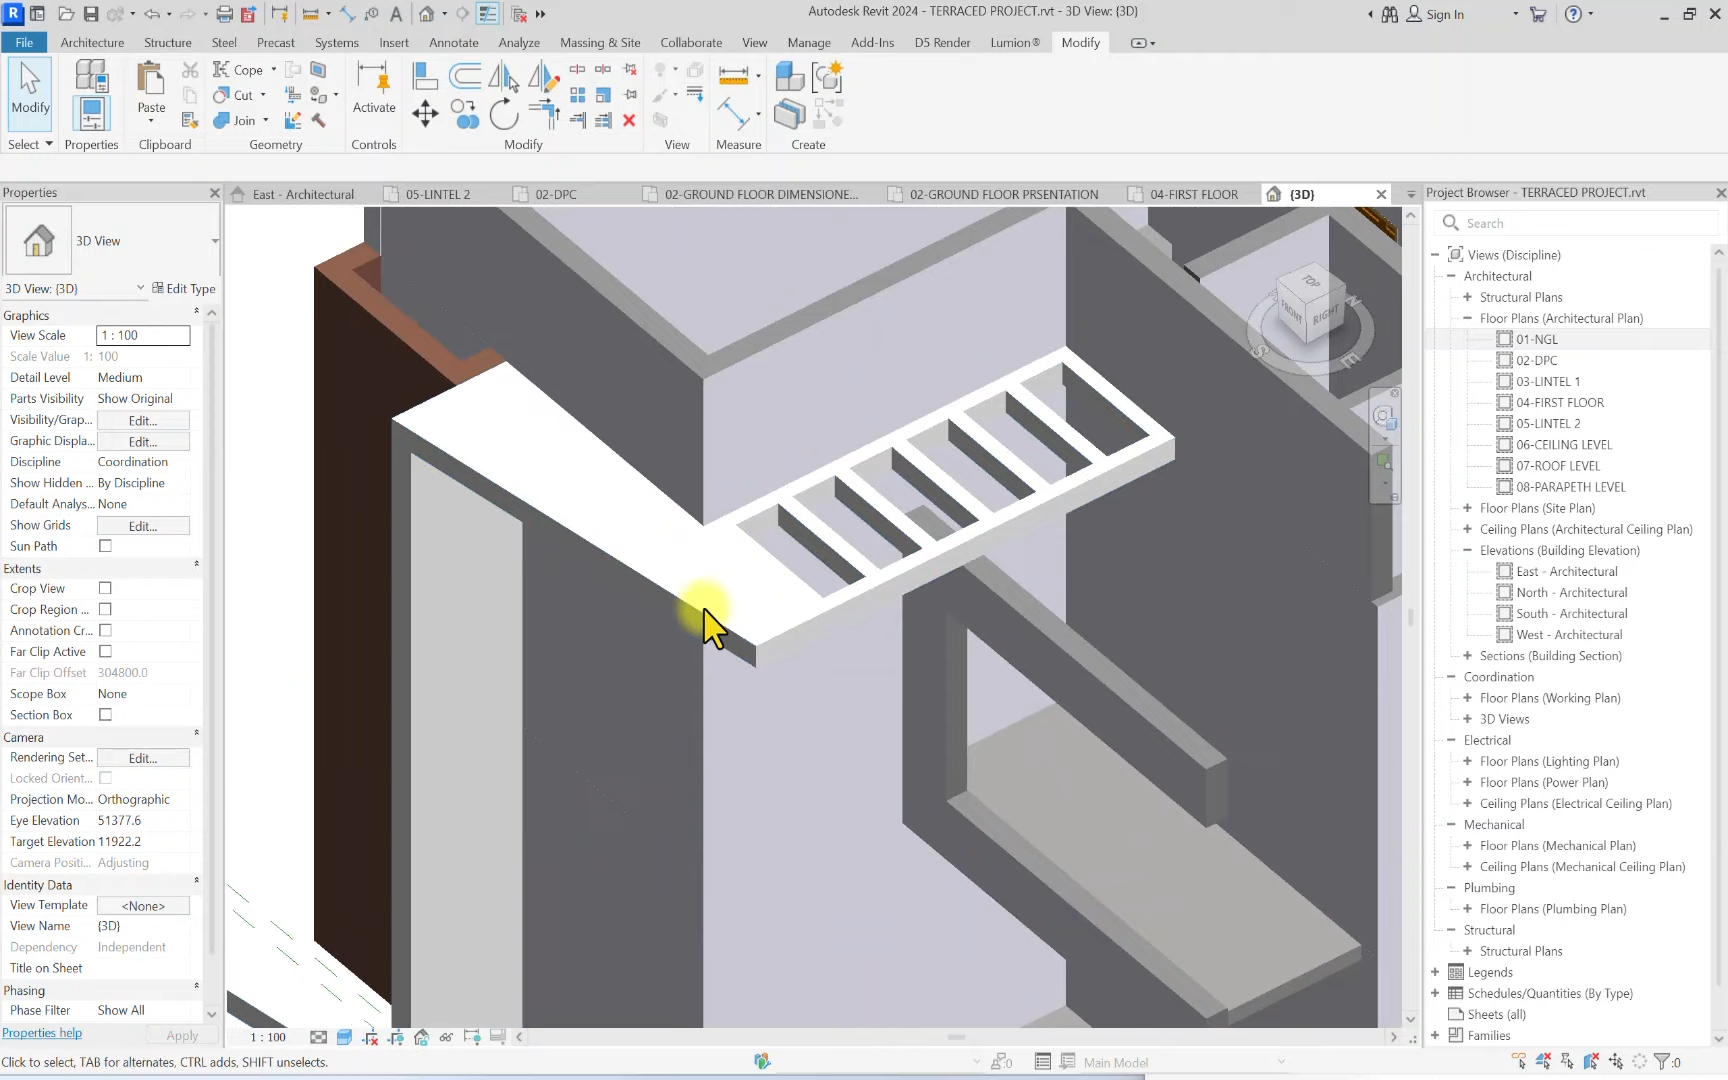 Autodesk Revit 2024 - TERRACED PROJECT.rvt - 3D View: {3D}
Sign In
File Architecture Structure Steel Precast Systems Insert Annotate Analyze Massing & Site Collaborate View Manage Add-Ins D5 Render Lumion® Modify
Modify Paste Cope Cut Join Activate
Select Properties Clipboard Geometry Controls Modify View Measure Create
Properties
East - Architectural 05-LINTEL 2 02-DPC 02-GROUND FLOOR DIMENSIONE... 02-GROUND FLOOR PRSENTATION 04-FIRST FLOOR {3D}
Project Browser - TERRACED PROJECT.rvt
3D View
3D View: {3D} Edit Type
Graphics
View Scale 1 : 100
Scale Value 1: 100
Detail Level Medium
Parts Visibility Show Original
Visibility/Grap... Edit...
Graphic Displa... Edit...
Discipline Coordination
Show Hidden ... By Discipline
Default Analys... None
Show Grids Edit...
Sun Path
Extents
Crop View
Crop Region ...
Annotation Cr...
Far Clip Active
Far Clip Offset 304800.0
Scope Box None
Section Box
Camera
Rendering Set... Edit...
Locked Orient...
Projection Mo... Orthographic
Eye Elevation 51377.6
Target Elevation 11922.2
Camera Positi... Adjusting
Identity Data
View Template <None>
View Name {3D}
Dependency Independent
Title on Sheet
Phasing
Phase Filter Show All
Properties help Apply
TOP
FRONT RIGHT
S E
Search
Views (Discipline)
Architectural
Structural Plans
Floor Plans (Architectural Plan)
01-NGL
02-DPC
03-LINTEL 1
04-FIRST FLOOR
05-LINTEL 2
06-CEILING LEVEL
07-ROOF LEVEL
08-PARAPETH LEVEL
Floor Plans (Site Plan)
Ceiling Plans (Architectural Ceiling Plan)
Elevations (Building Elevation)
East - Architectural
North - Architectural
South - Architectural
West - Architectural
Sections (Building Section)
Coordination
Floor Plans (Working Plan)
3D Views
Electrical
Floor Plans (Lighting Plan)
Floor Plans (Power Plan)
Ceiling Plans (Electrical Ceiling Plan)
Mechanical
Floor Plans (Mechanical Plan)
Ceiling Plans (Mechanical Ceiling Plan)
Plumbing
Floor Plans (Plumbing Plan)
Structural
Structural Plans
Legends
Schedules/Quantities (By Type)
Sheets (all)
Families
1 : 100
Click to select, TAB for alternates, CTRL adds, SHIFT unselects.
:0 Main Model :0